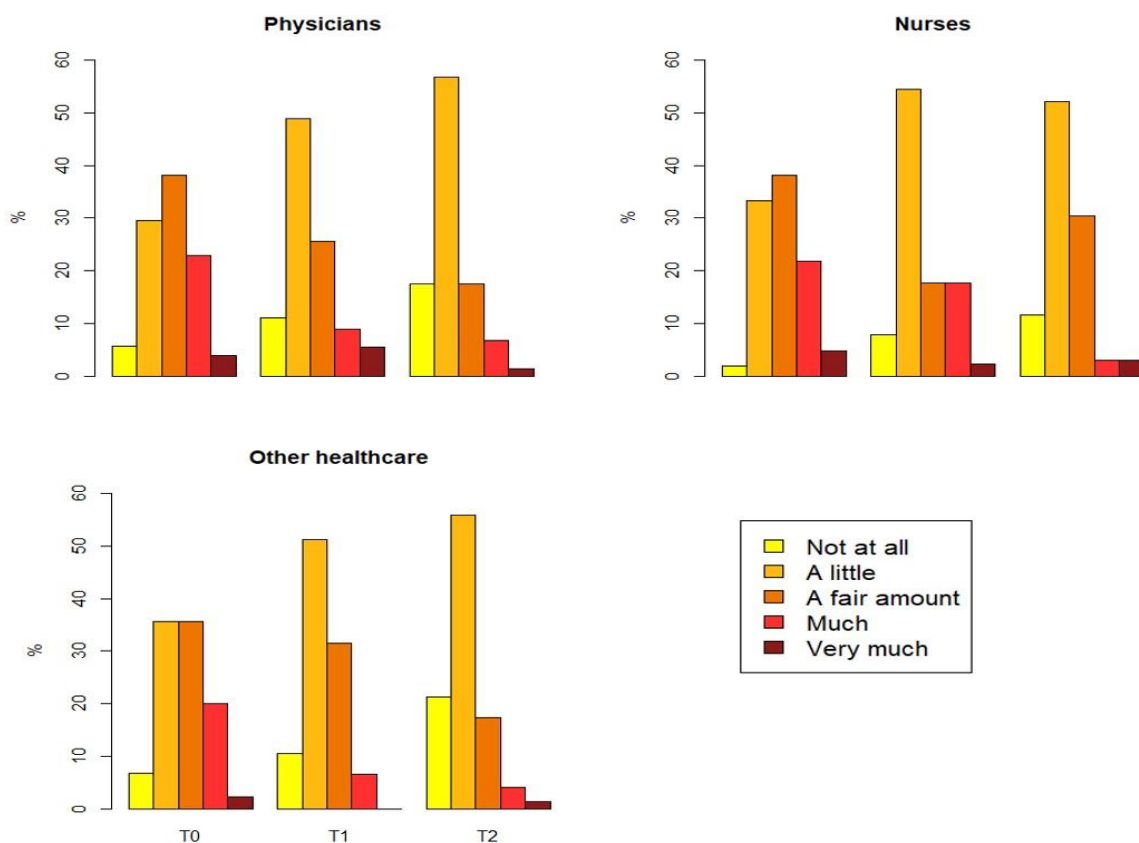 Physicians
60
50
40
30
20
10
0
%
Nurses
60
50
40
30
20
10
0
%
Other healthcare
60
50
40
30
20
10
0
%
T0 T1 T2
Not at all
A little
A fair amount
Much
Very much